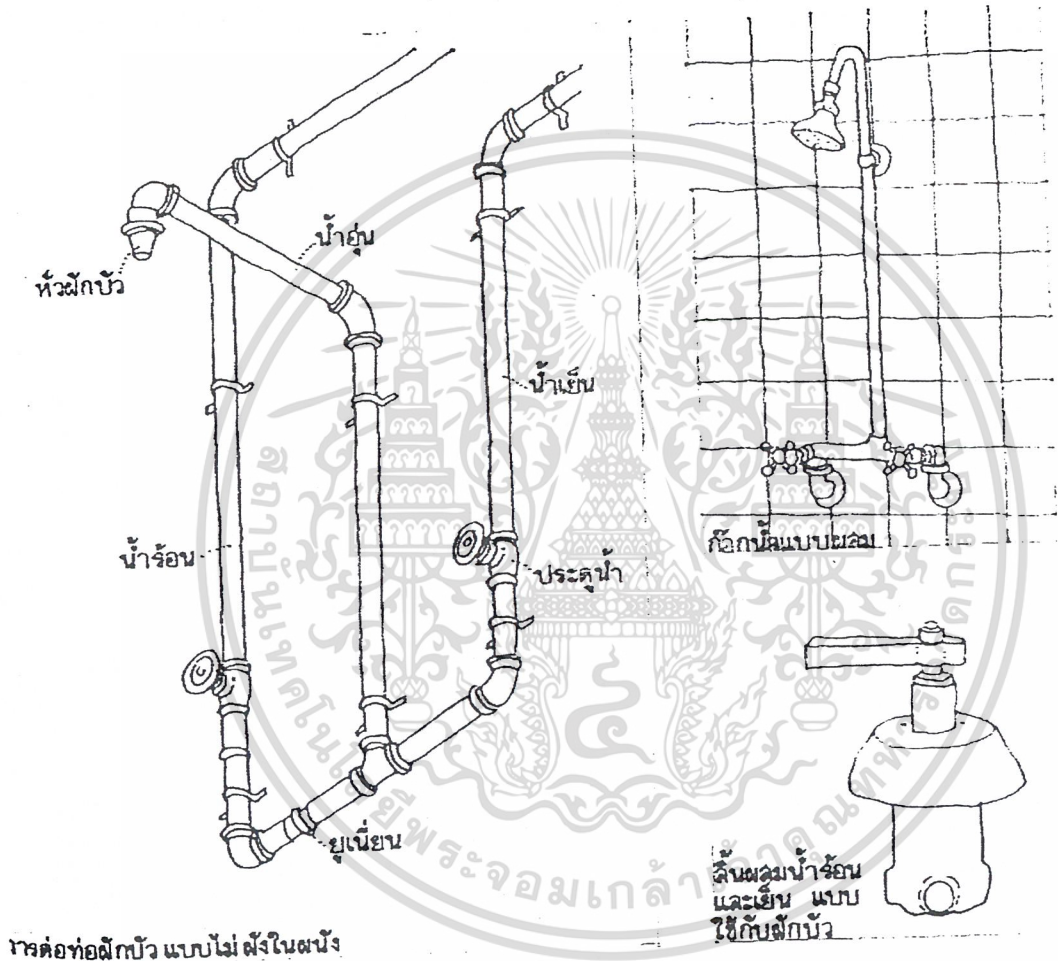 น้ำอุ่น
หัวฝักบัว
น้ำเย็น
น้ำร้อน
ประตูน้ำ
ยูเนี่ยน
ก๊อกน้ำแบบผสม
ลิ้นผสมน้ำร้อน
และเย็น แบบ
ใช้กับฝักบัว
การต่อท่อฝักบัว แบบไม่ฝังในผนัง